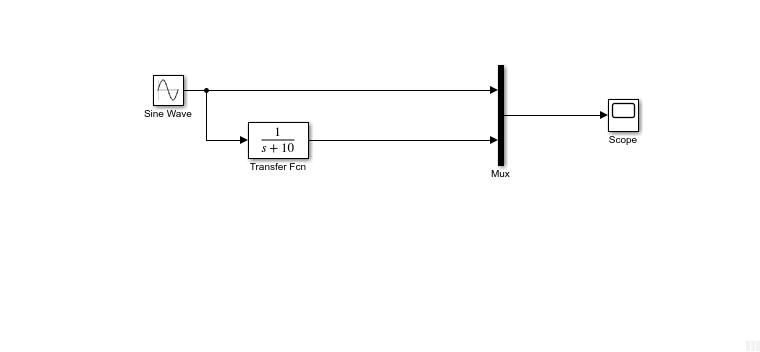 Sine Wave
1
s + 10
Transfer Fcn
Mux
Scope